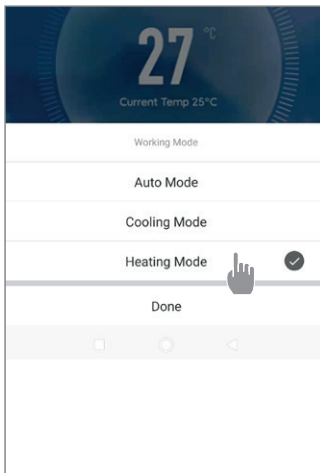 27 °C
Current Temp 25°C
Working Mode
Auto Mode
Cooling Mode
Heating Mode
Done